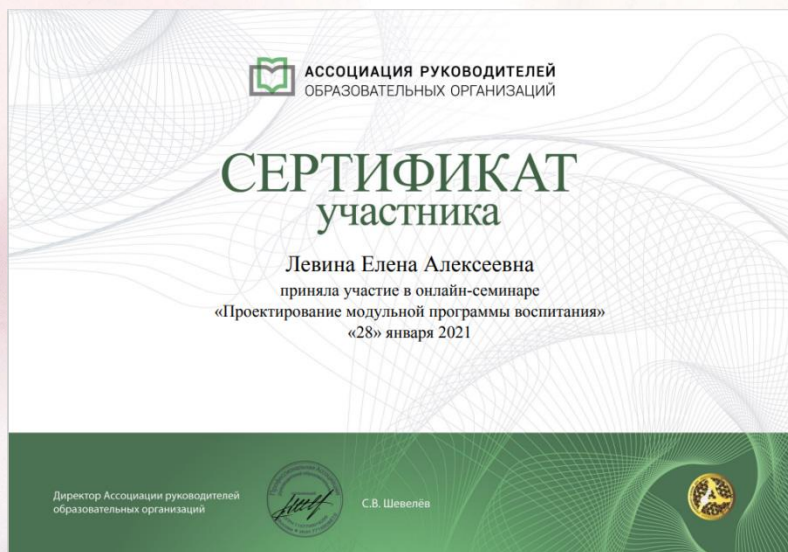 АССОЦИАЦИЯ РУКОВОДИТЕЛЕЙ
ОБРАЗОВАТЕЛЬНЫХ ОРГАНИЗАЦИЙ
СЕРТИФИКАТ
участника
Левина Елена Алексеевна
приняла участие в онлайн-семинаре
«Проектирование модульной программы воспитания»
«28» января 2021
Директор Ассоциации руководителей
образовательных организаций
С.В. Шевелёв